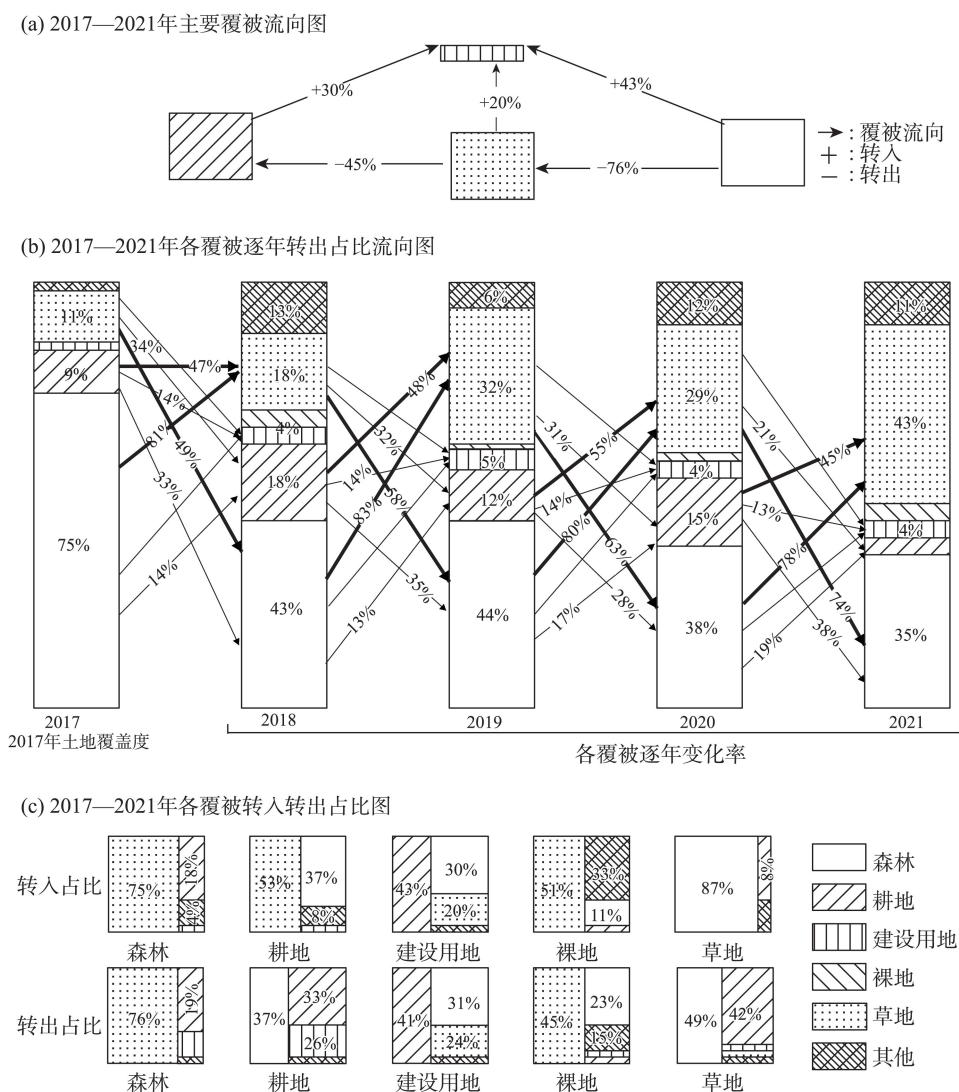 (a) 2017—2021年主要覆被流向图
+30%
+43%
+20%
−45%
−76%
: 覆被流向
+ : 转入
− : 转出
(b) 2017—2021年各覆被逐年转出占比流向图
11%
9%
75%
34%
47%
14%
81%
49%
33%
14%
13%
18%
4%
18%
43%
48%
32%
14%
58%
83%
35%
13%
6%
32%
5%
12%
44%
31%
55%
14%
80%
63%
28%
17%
12%
29%
4%
15%
38%
21%
45%
13%
78%
74%
38%
19%
11%
43%
4%
35%
2017 2018 2019 2020 2021
2017年土地覆盖度
各覆被逐年变化率
(c) 2017—2021年各覆被转入转出占比图
转入占比
75% 18% 4%
53% 37% 8%
43% 30% 20%
51% 33% 11%
87% 8%
森林 耕地 建设用地 裸地 草地
转出占比
76% 19%
37% 33% 26%
41% 31% 24%
45% 23% 15%
49% 42%
森林 耕地 建设用地 裸地 草地
森林
耕地
建设用地
裸地
草地
其他